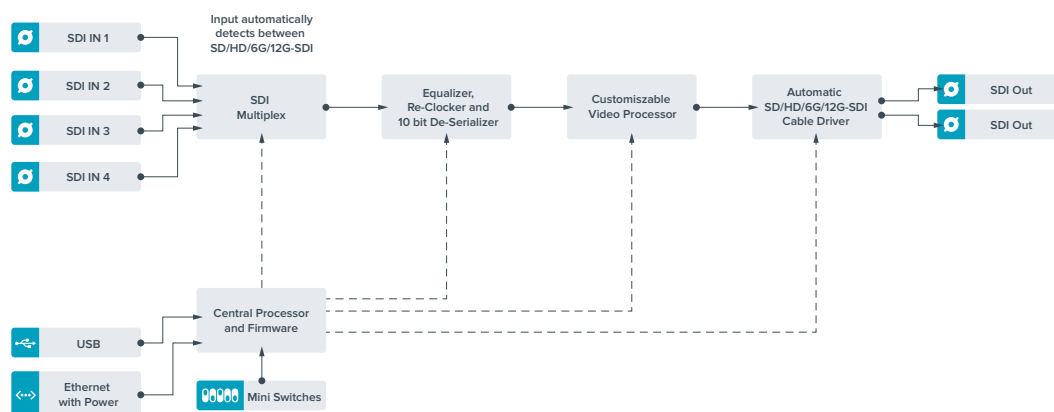 Input automatically
detects between
SD/HD/6G/12G-SDI
SDI IN 1
SDI IN 2
SDI IN 3
SDI IN 4
SDI
Multiplex
Equalizer,
Re-Clocker and
10 bit De-Serializer
Customiszable
Video Processor
Automatic
SD/HD/6G/12G-SDI
Cable Driver
SDI Out
SDI Out
Central Processor
and Firmware
USB
Ethernet
with Power
Mini Switches